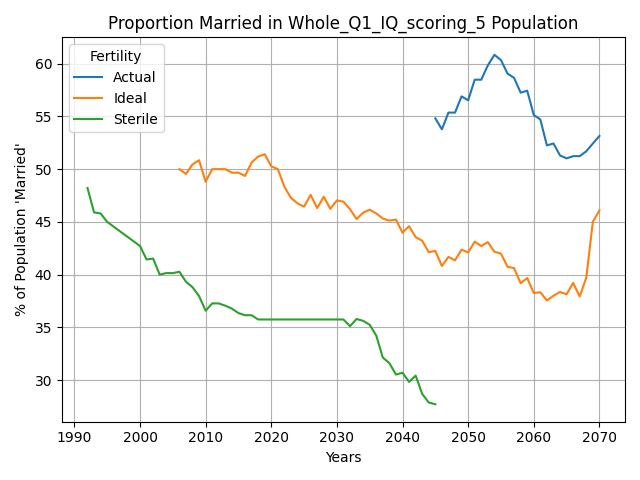 Proportion Married in Whole_Q1_IQ_scoring_5 Population
Fertility
Actual
Ideal
Sterile
% of Population 'Married'
60
55
50
45
40
35
30
1990 2000 2010 2020 2030 2040 2050 2060 2070
Years